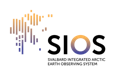 SIOS
SVALBARD INTEGRATED ARCTIC
EARTH OBSERVING SYSTEM